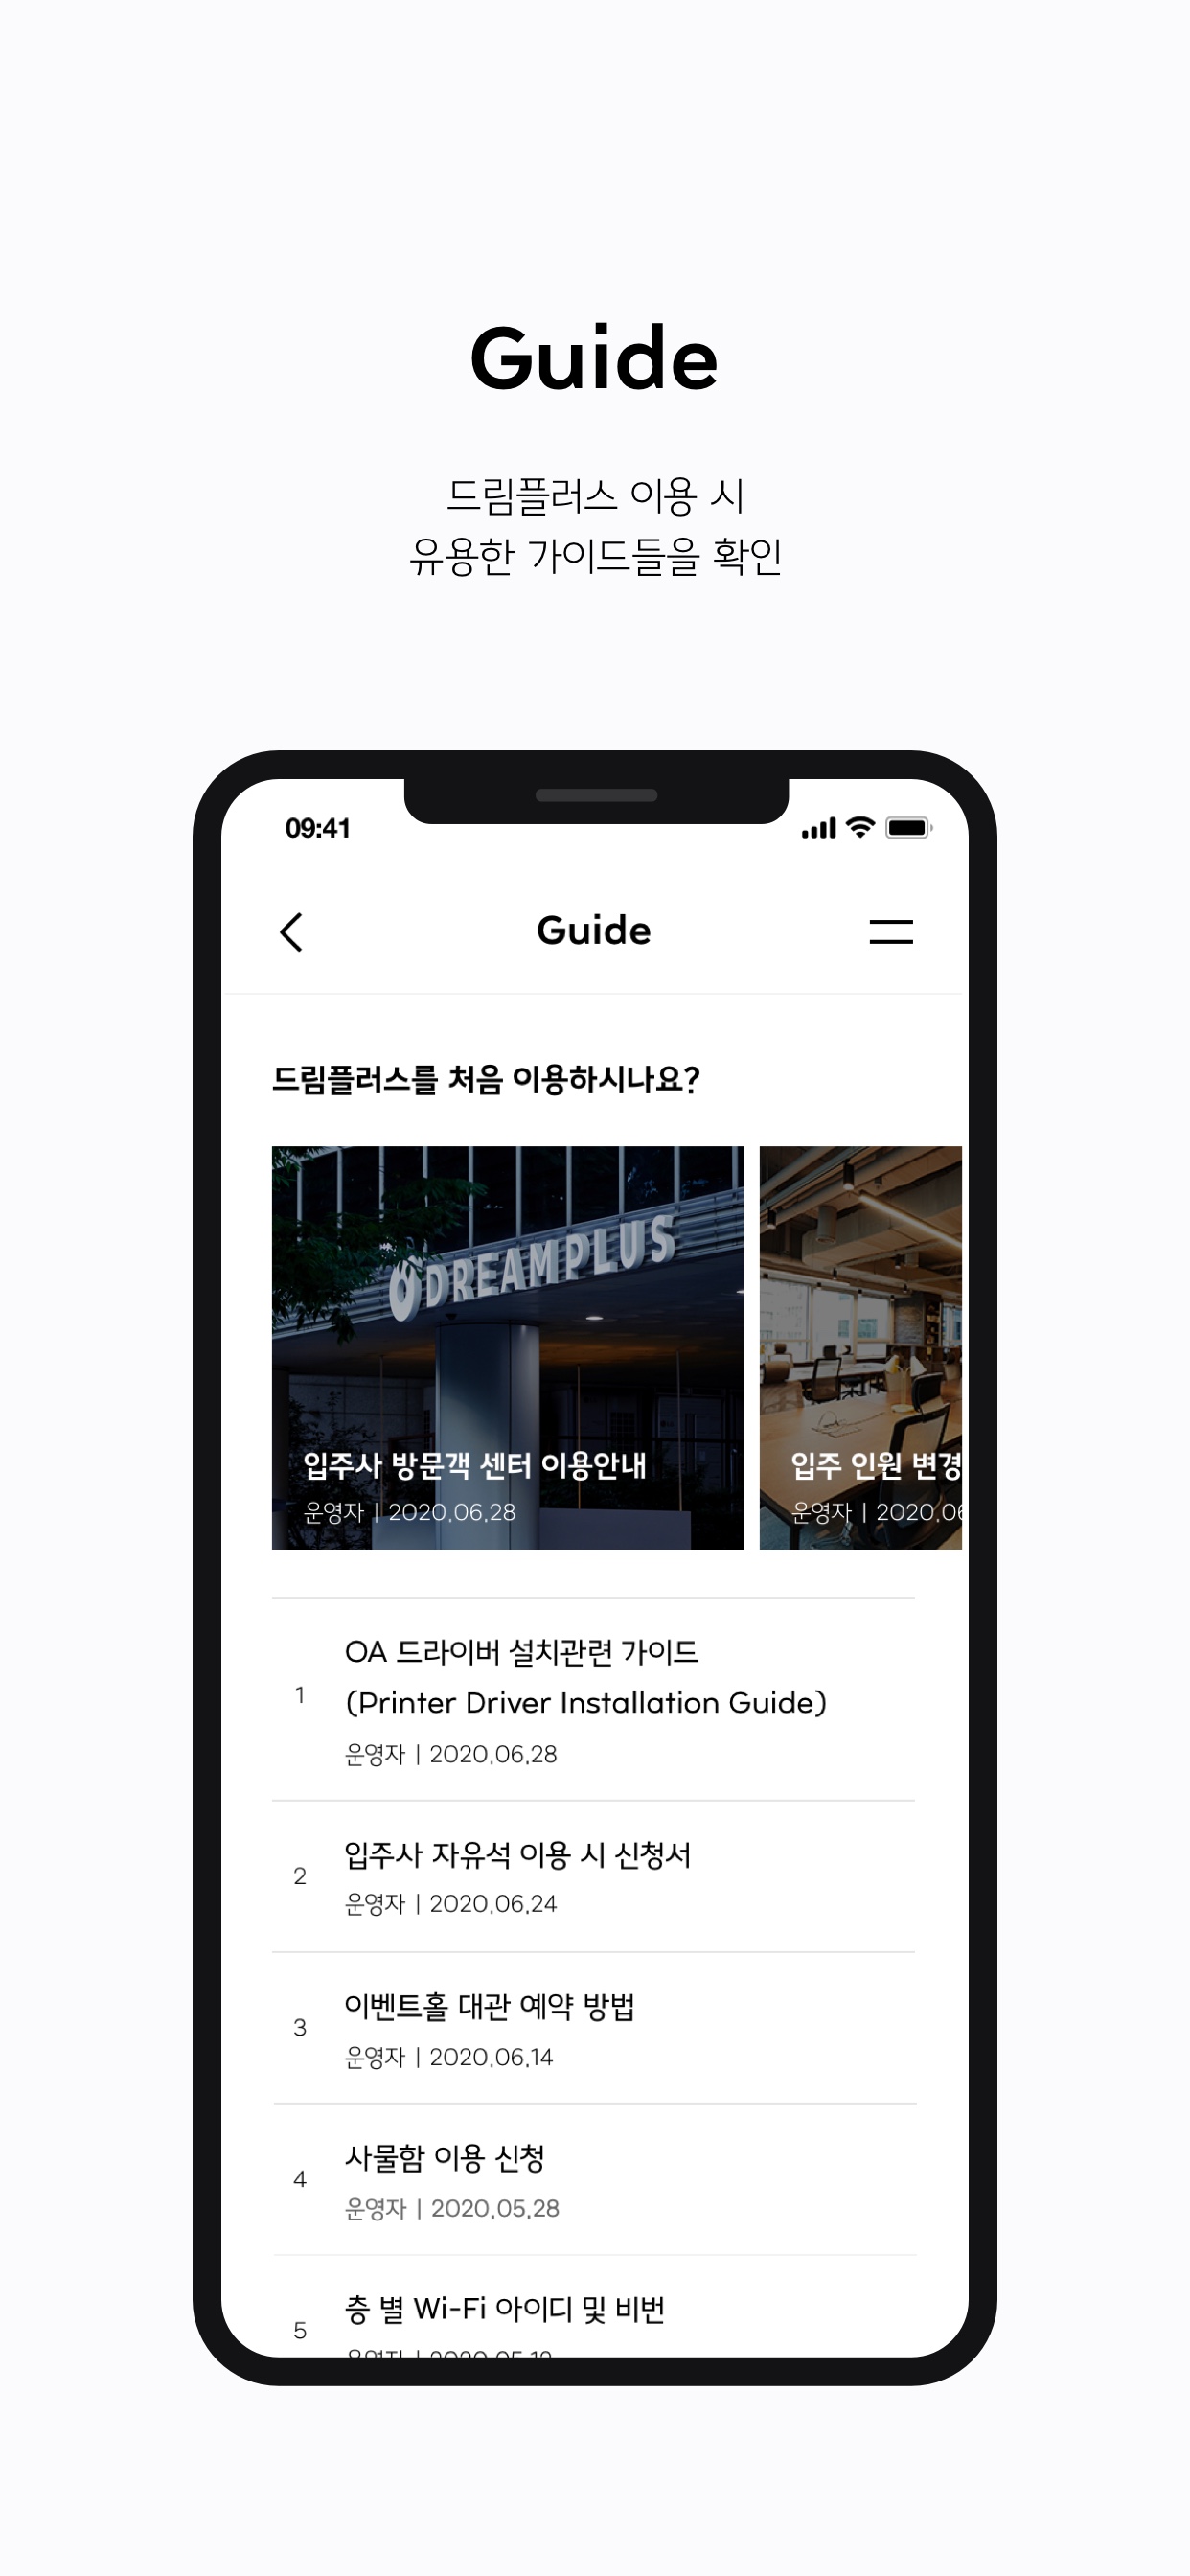 Guide
드림플러스 이용 시
유용한 가이드들을 확인
09:41
Guide
드림플러스를 처음 이용하시나요?
DREAMPLUS
입주사 방문객 센터 이용안내
운영자 | 2020.06.28
입주 인원 변경
운영자 | 2020.06
1
OA 드라이버 설치관련 가이드
(Printer Driver Installation Guide)
운영자 | 2020.06.28
2
입주사 자유석 이용 시 신청서
운영자 | 2020.06.24
3
이벤트홀 대관 예약 방법
운영자 | 2020.06.14
4
사물함 이용 신청
운영자 | 2020.05.28
5
층 별 Wi-Fi 아이디 및 비번